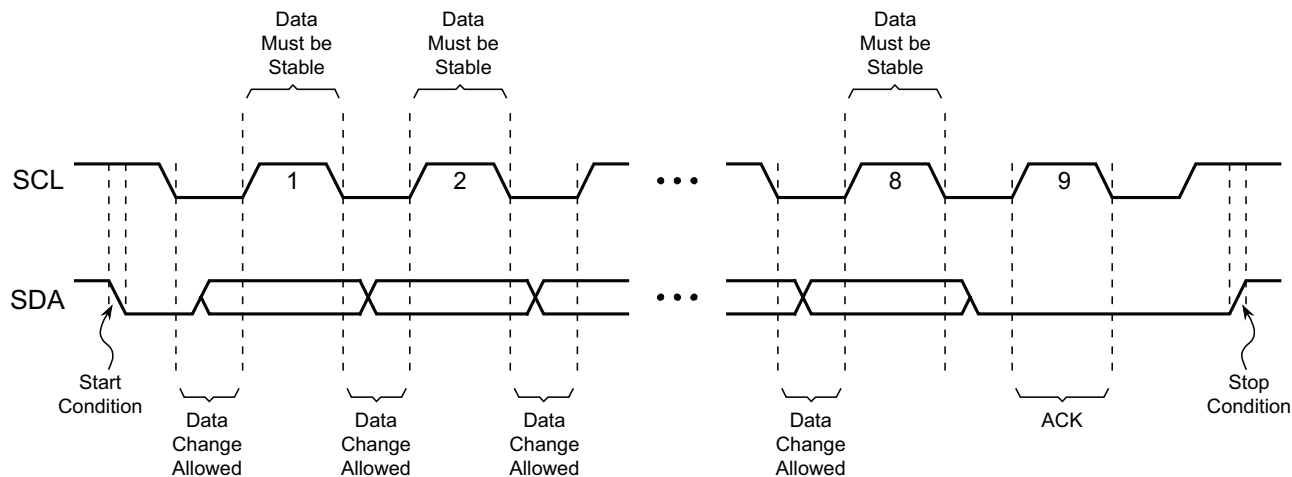 Data
Must be
Stable
Data
Must be
Stable
Data
Must be
Stable
SCL
1
2
• • •
8
9
SDA
• • •
Start
Condition
Data
Change
Allowed
Data
Change
Allowed
Data
Change
Allowed
Data
Change
Allowed
ACK
Stop
Condition